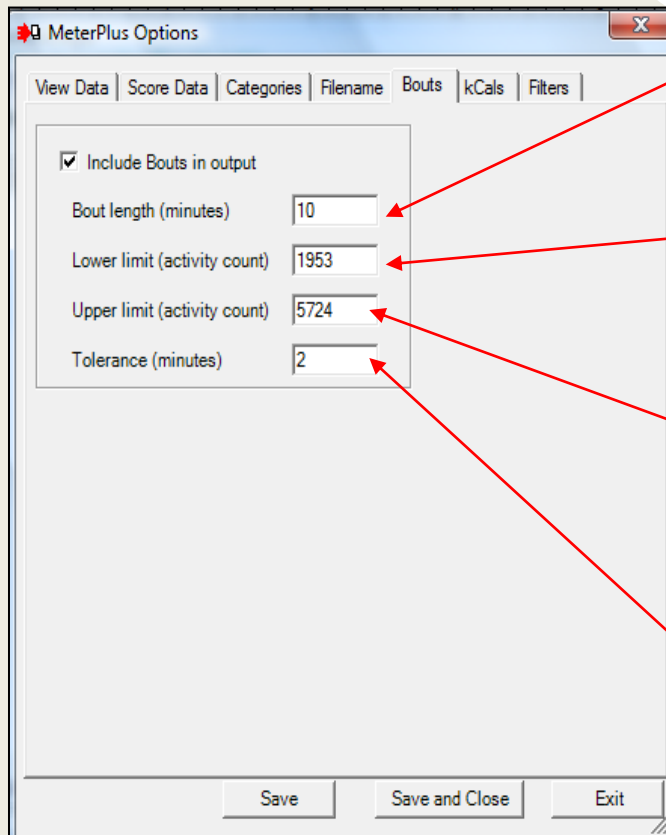 MeterPlus Options
View Data Score Data Categories Filename Bouts kCals Filters
Include Bouts in output
Bout length (minutes) 10
Lower limit (activity count) 1953
Upper limit (activity count) 5724
Tolerance (minutes) 2
Save Save and Close Exit